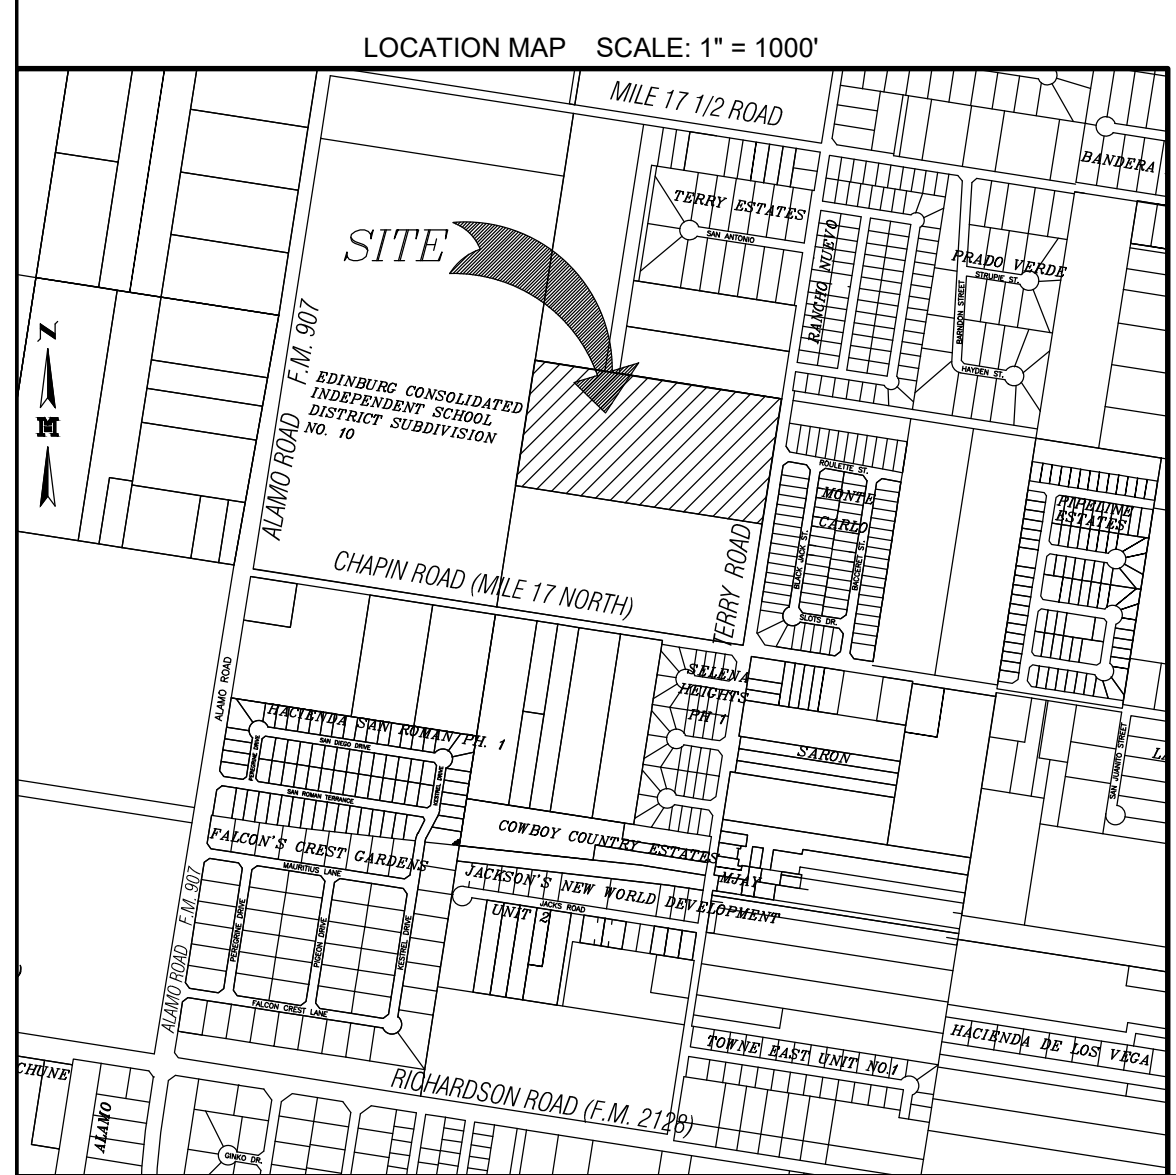 LOCATION MAP SCALE: 1" = 1000'
MILE 17 1/2 ROAD
BANDERA
TERRY ESTATES
SAN ANTONIO
SITE
RANCHO NUEVO
PRADO VERDE
STRUPIE ST.
BARNDON STREET
HAYDEN ST.
N
M
ALAMO ROAD F.M. 907
EDINBURG CONSOLIDATED
INDEPENDENT SCHOOL
DISTRICT SUBDIVISION
NO. 10
ROULETTE ST.
MONTE
CARLO
BLACK JACK ST.
BACCERET ST.
SLOTS DR.
PIPELINE
ESTATES
CHAPIN ROAD (MILE 17 NORTH)
TERRY ROAD
ALAMO ROAD
SELENA
HEIGHTS
PH 1
HACIENDA SAN ROMAN PH. 1
SAN DIEGO DRIVE
PEREGRINE DRIVE
KESTREL DRIVE
SAN ROMAN TERRANCE
SARON
SAN JUANITO STREET
LA
FALCON'S CREST GARDENS
MAURITIUS LANE
COWBOY COUNTRY ESTATES
JACKSON'S NEW WORLD DEVELOPMENT
JACKS ROAD
UNIT 2
MJAY
PEREGRINE DRIVE
PIGEON DRIVE
KESTREL DRIVE
ALAMO ROAD F.M. 907
FALCON CREST LANE
HACIENDA DE LOS VEGA
TOWNE EAST UNIT NO.1
RICHARDSON ROAD (F.M. 2128)
CHUNE
ALAMO
GINKO DR.